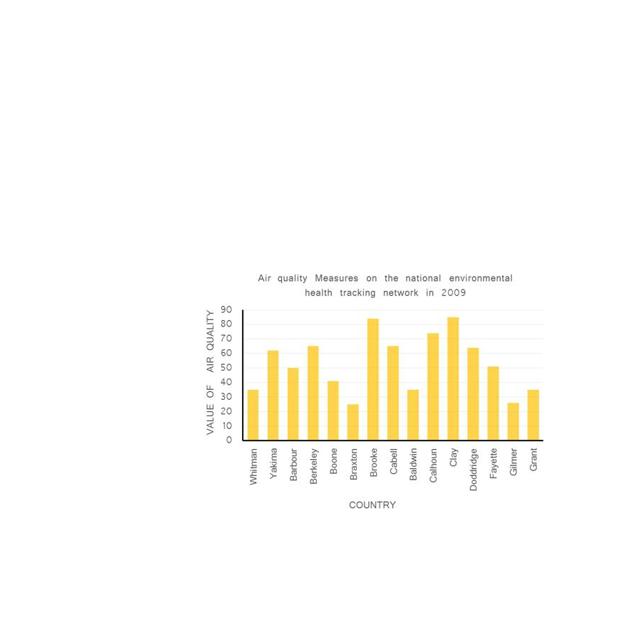 Air quality Measures on the national environmental
health tracking network in 2009
VALUE OF AIR QUALITY
90
80
70
60
50
40
30
20
10
0
Whitman
Yakima
Barbour
Berkeley
Boone
Braxton
Brooke
Cabell
Baldwin
Calhoun
Clay
Doddridge
Fayette
Gilmer
Grant
COUNTRY